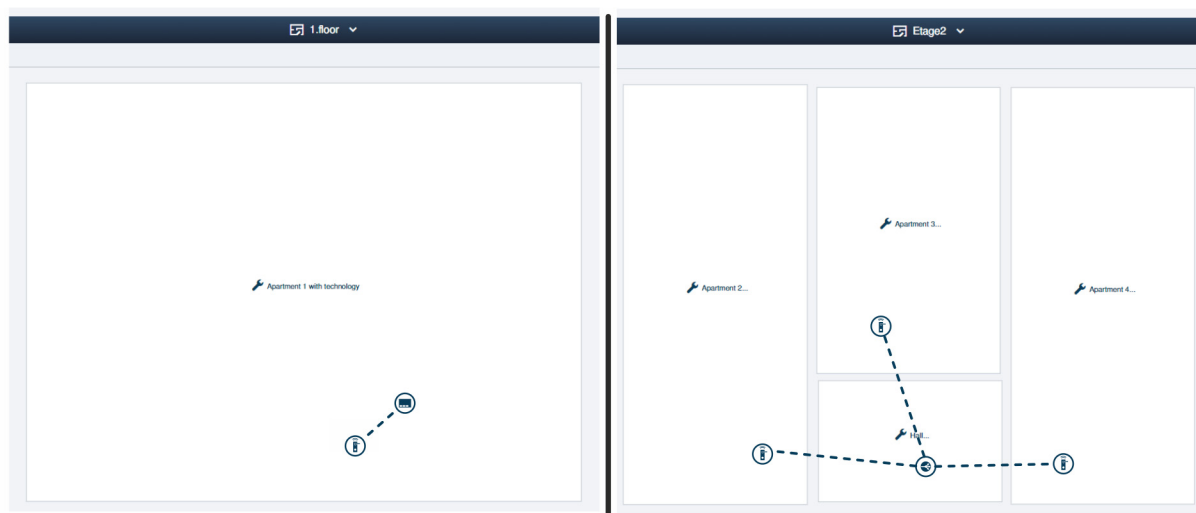 1.floor
Apartment 1 with technology
Etage2
Apartment 3...
Apartment 2...
Apartment 4...
Hall...